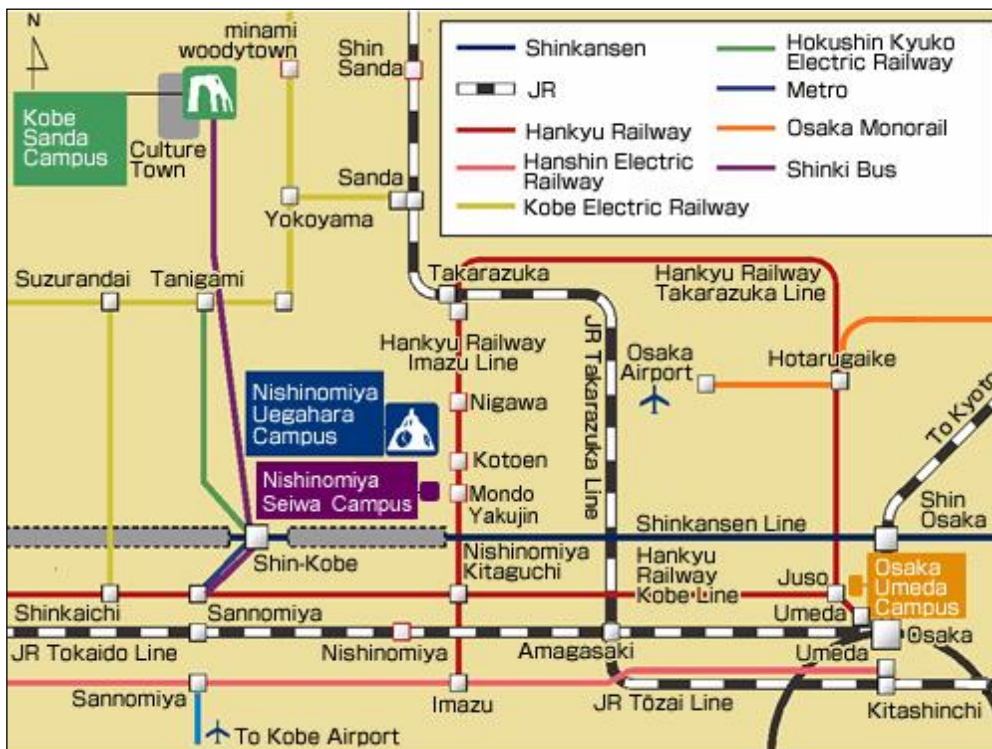 N
minami
woodytown
Shin
Sanda
Shinkansen
JR
Hankyu Railway
Hanshin Electric
Railway
Kobe Electric Railway
Hokushin Kyuko
Electric Railway
Metro
Osaka Monorail
Shinki Bus
Kobe
Sanda
Campus
Culture
Town
Sanda
Yokoyama
Suzurandai
Tanigami
Takarazuka
Hankyu Railway
Takarazuka Line
Hankyu Railway
Imazu Line
JR Takarazuka Line
Osaka
Airport
Hotarugaike
To Kyoto
Nishinomiya
Uegahara
Campus
Nigawa
Kotoen
Nishinomiya
Seiwa Campus
Mondo
Yakujin
Shin
Osaka
Shinkansen Line
Shin-Kobe
Nishinomiya
Kitaguchi
Hankyu
Railway
Kobe Line
Juso
Osaka
Umeda
Campus
Shinkaichi
Sannomiya
Umeda
Osaka
JR Tokaido Line
Nishinomiya
Amagasaki
Umeda
Sannomiya
Imazu
JR Tōzai Line
Kitashinchi
To Kobe Airport